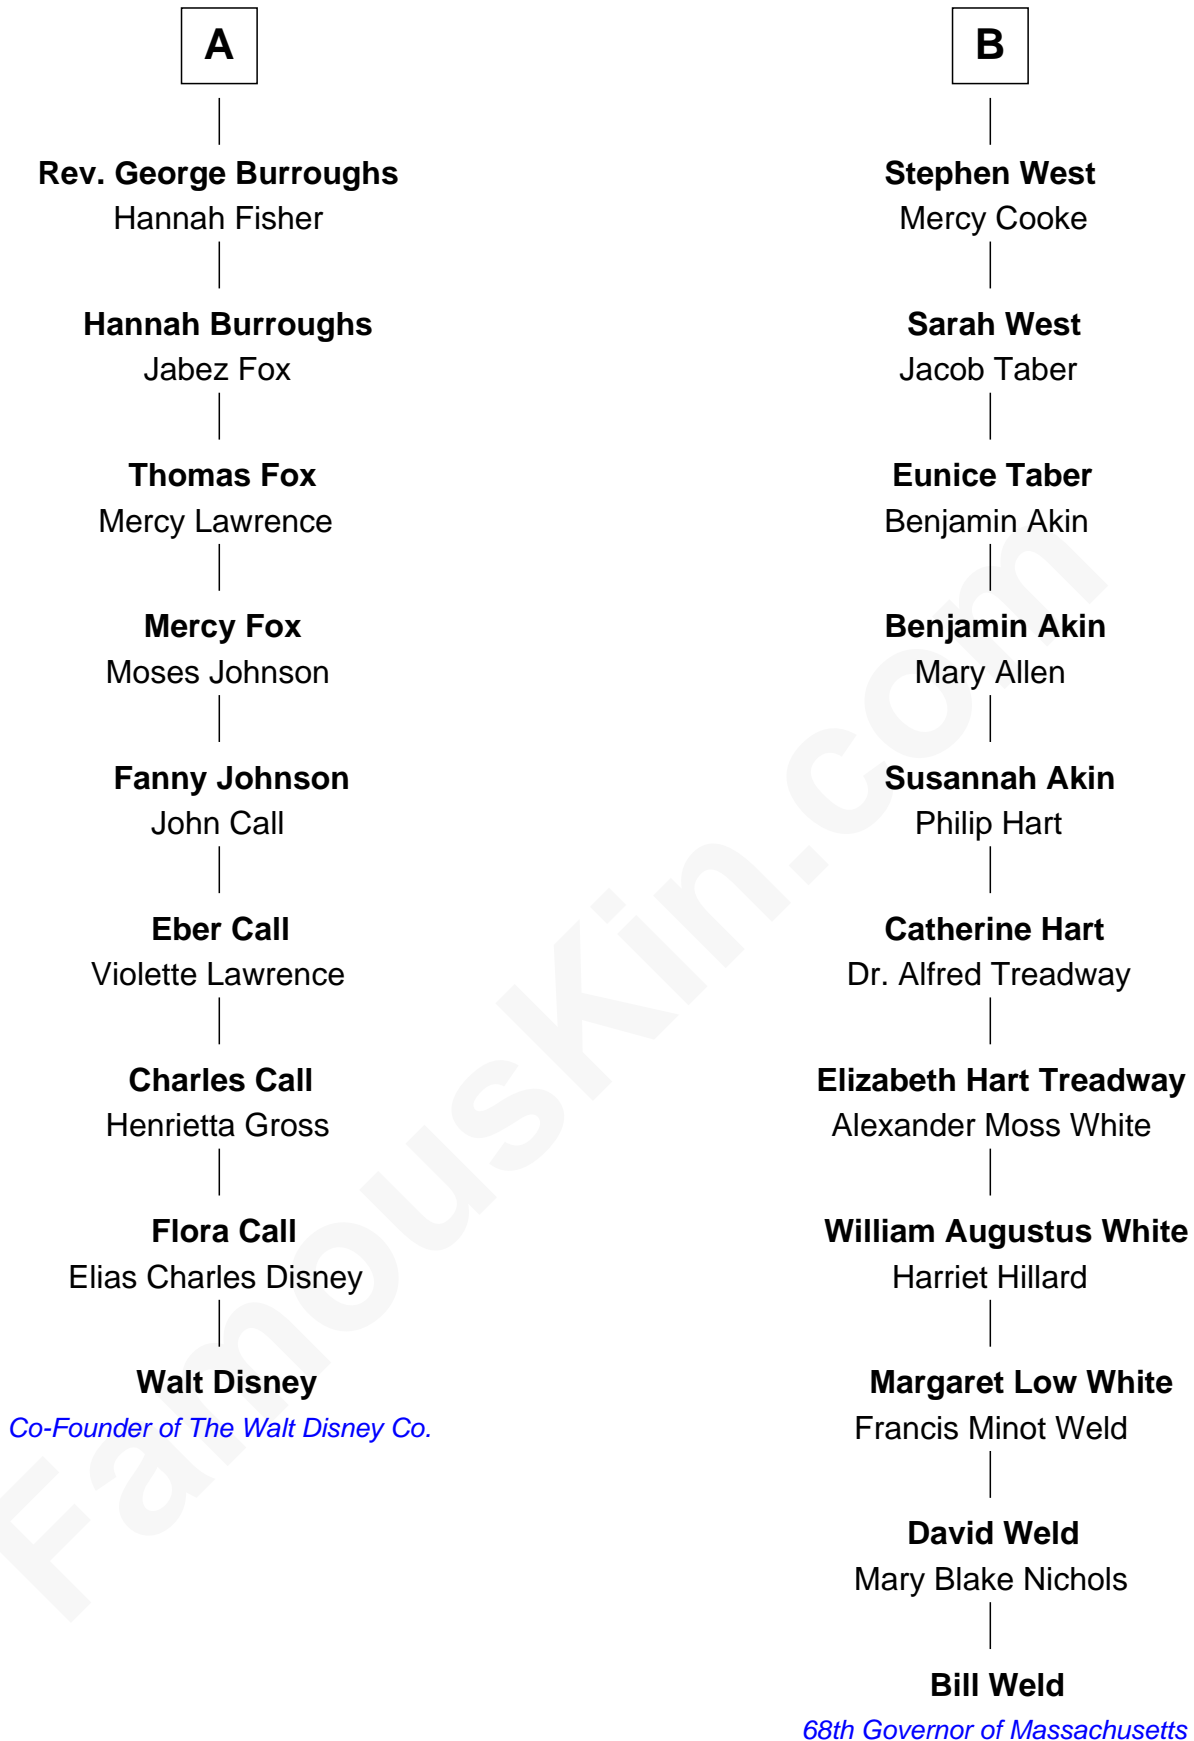 A
Rev. George Burroughs
Hannah Fisher
Hannah Burroughs
Jabez Fox
Thomas Fox
Mercy Lawrence
Mercy Fox
Moses Johnson
Fanny Johnson
John Call
Eber Call
Violette Lawrence
Charles Call
Henrietta Gross
Flora Call
Elias Charles Disney
Walt Disney
Co-Founder of The Walt Disney Co.
B
Stephen West
Mercy Cooke
Sarah West
Jacob Taber
Eunice Taber
Benjamin Akin
Benjamin Akin
Mary Allen
Susannah Akin
Philip Hart
Catherine Hart
Dr. Alfred Treadway
Elizabeth Hart Treadway
Alexander Moss White
William Augustus White
Harriet Hillard
Margaret Low White
Francis Minot Weld
David Weld
Mary Blake Nichols
Bill Weld
68th Governor of Massachusetts
FamousKin.com